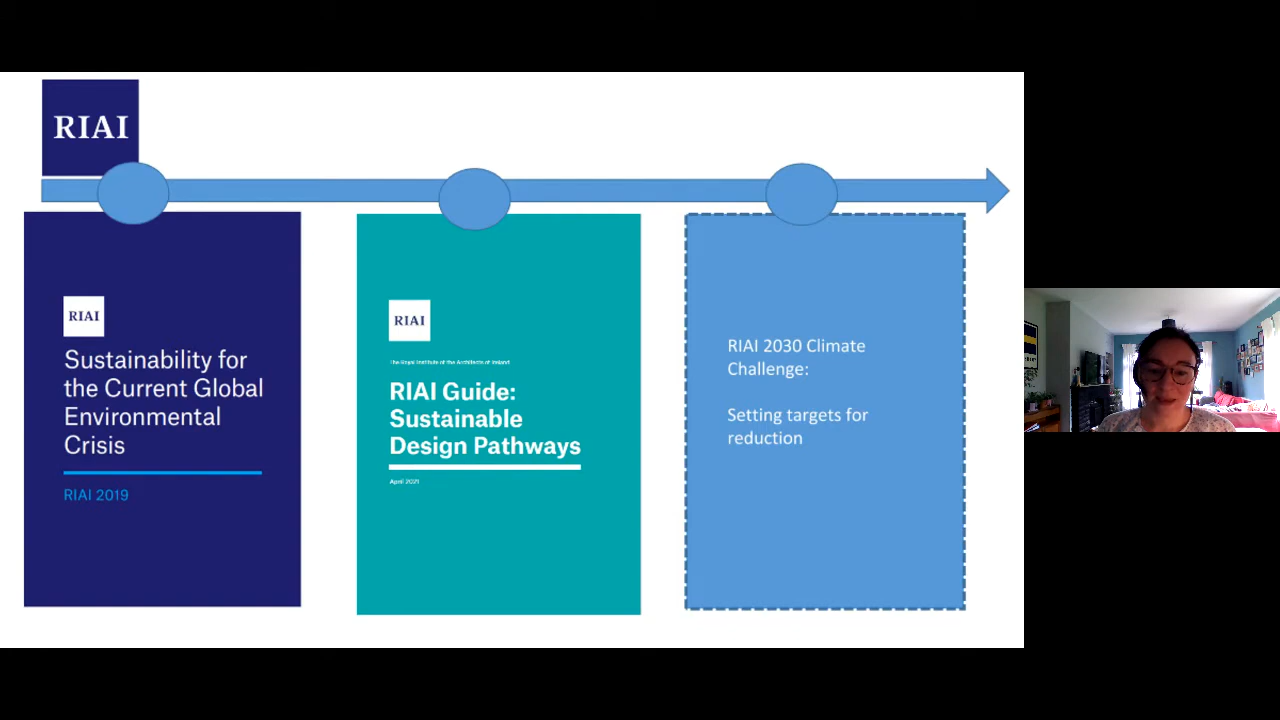 RIAI
RIAI
Sustainability for
the Current Global
Environmental
Crisis
RIAI 2019
RIAI
The Royal Institute of the Architects of Ireland
RIAI Guide:
Sustainable
Design Pathways
April 2021
RIAI 2030 Climate
Challenge:
Setting targets for
reduction